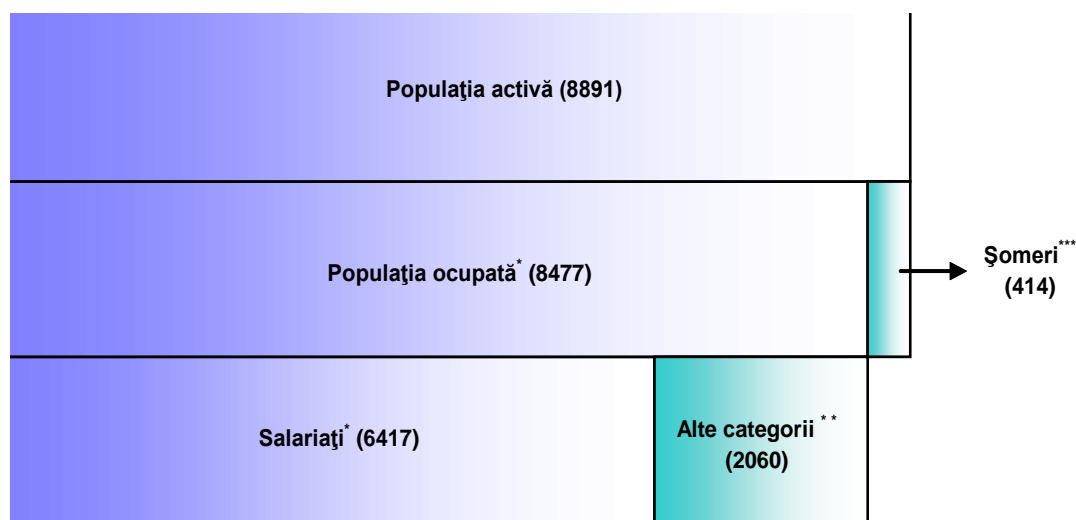 Populaţia activă (8891)
Populaţia ocupată* (8477)
Şomeri***
(414)
Salariaţi* (6417)
Alte categorii **
(2060)